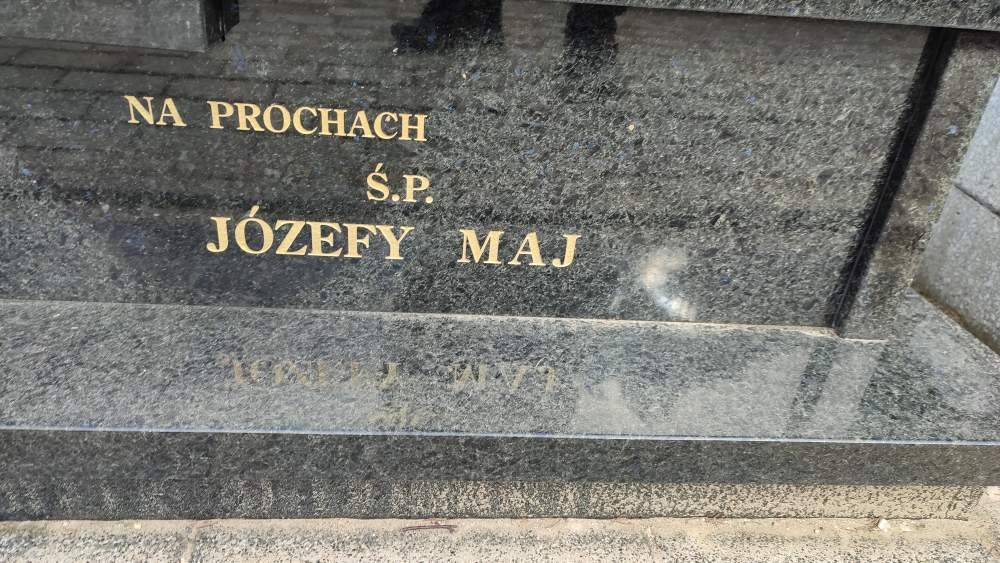 NA PROCHACH
Ś.P.
JÓZEFY MAJ